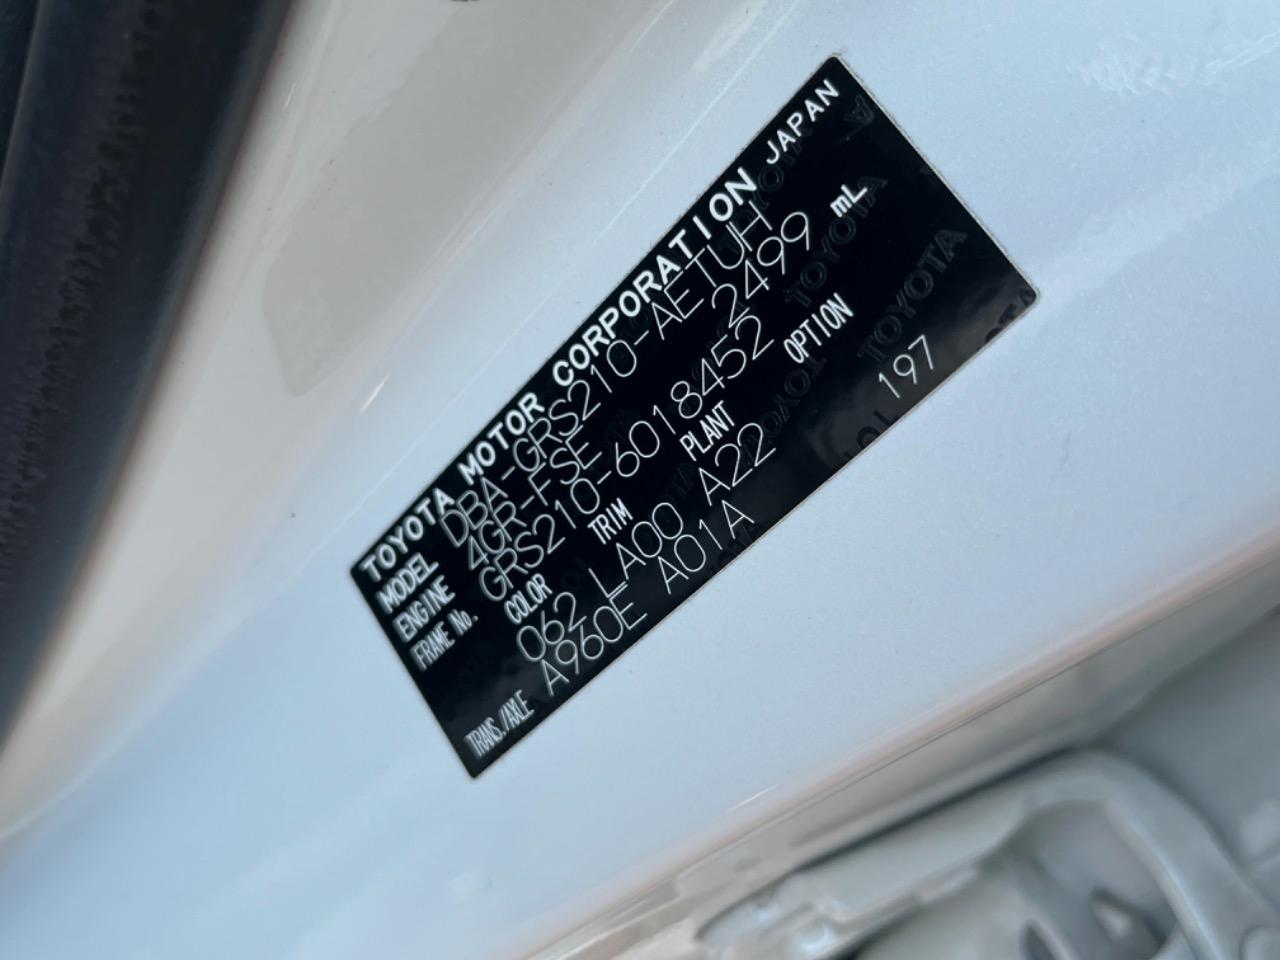 TOYOTA MOTOR CORPORATION JAPAN
MODEL DBA-GRS210-AETUH
ENGINE 4GR-FSE 2499 mL
FRAME No. GRS210-6018452
COLOR TRIM PLANT OPTION
062 LA00 A22 197
TRANS./AXLE A960E A01A